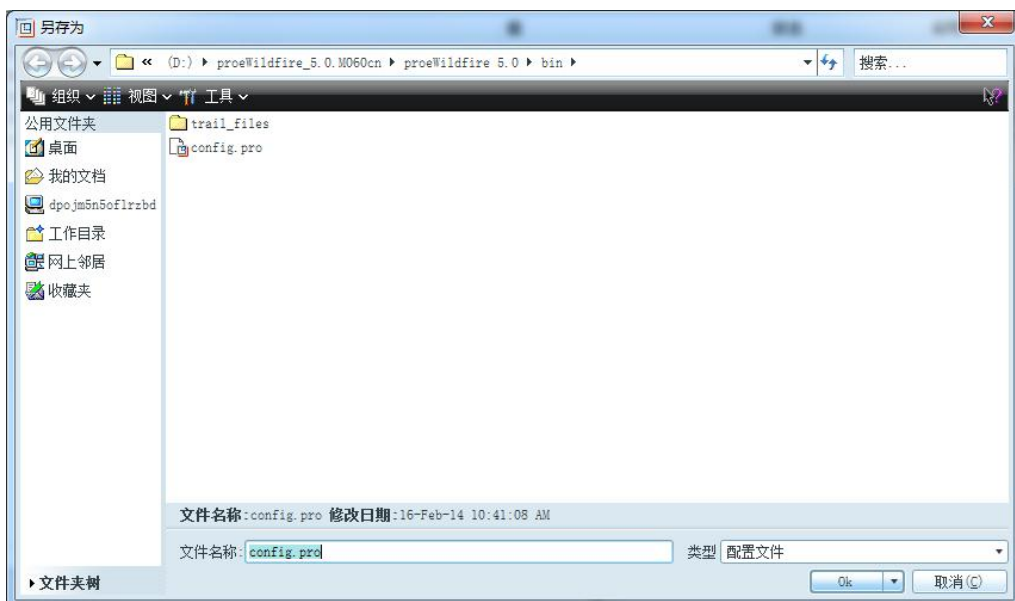 另存为
« (D:) ▸ proeWildfire_5.0.M060cn ▸ proeWildfire 5.0 ▸ bin ▸ 搜索...
组织 视图 工具
公用文件夹
桌面
我的文档
dpojm5n5oflrzbd
工作目录
网上邻居
收藏夹
trail_files
config.pro
文件名称:config.pro 修改日期:16-Feb-14 10:41:08 AM
文件名称: config.pro 类型 配置文件
▸ 文件夹树 Ok 取消(C)